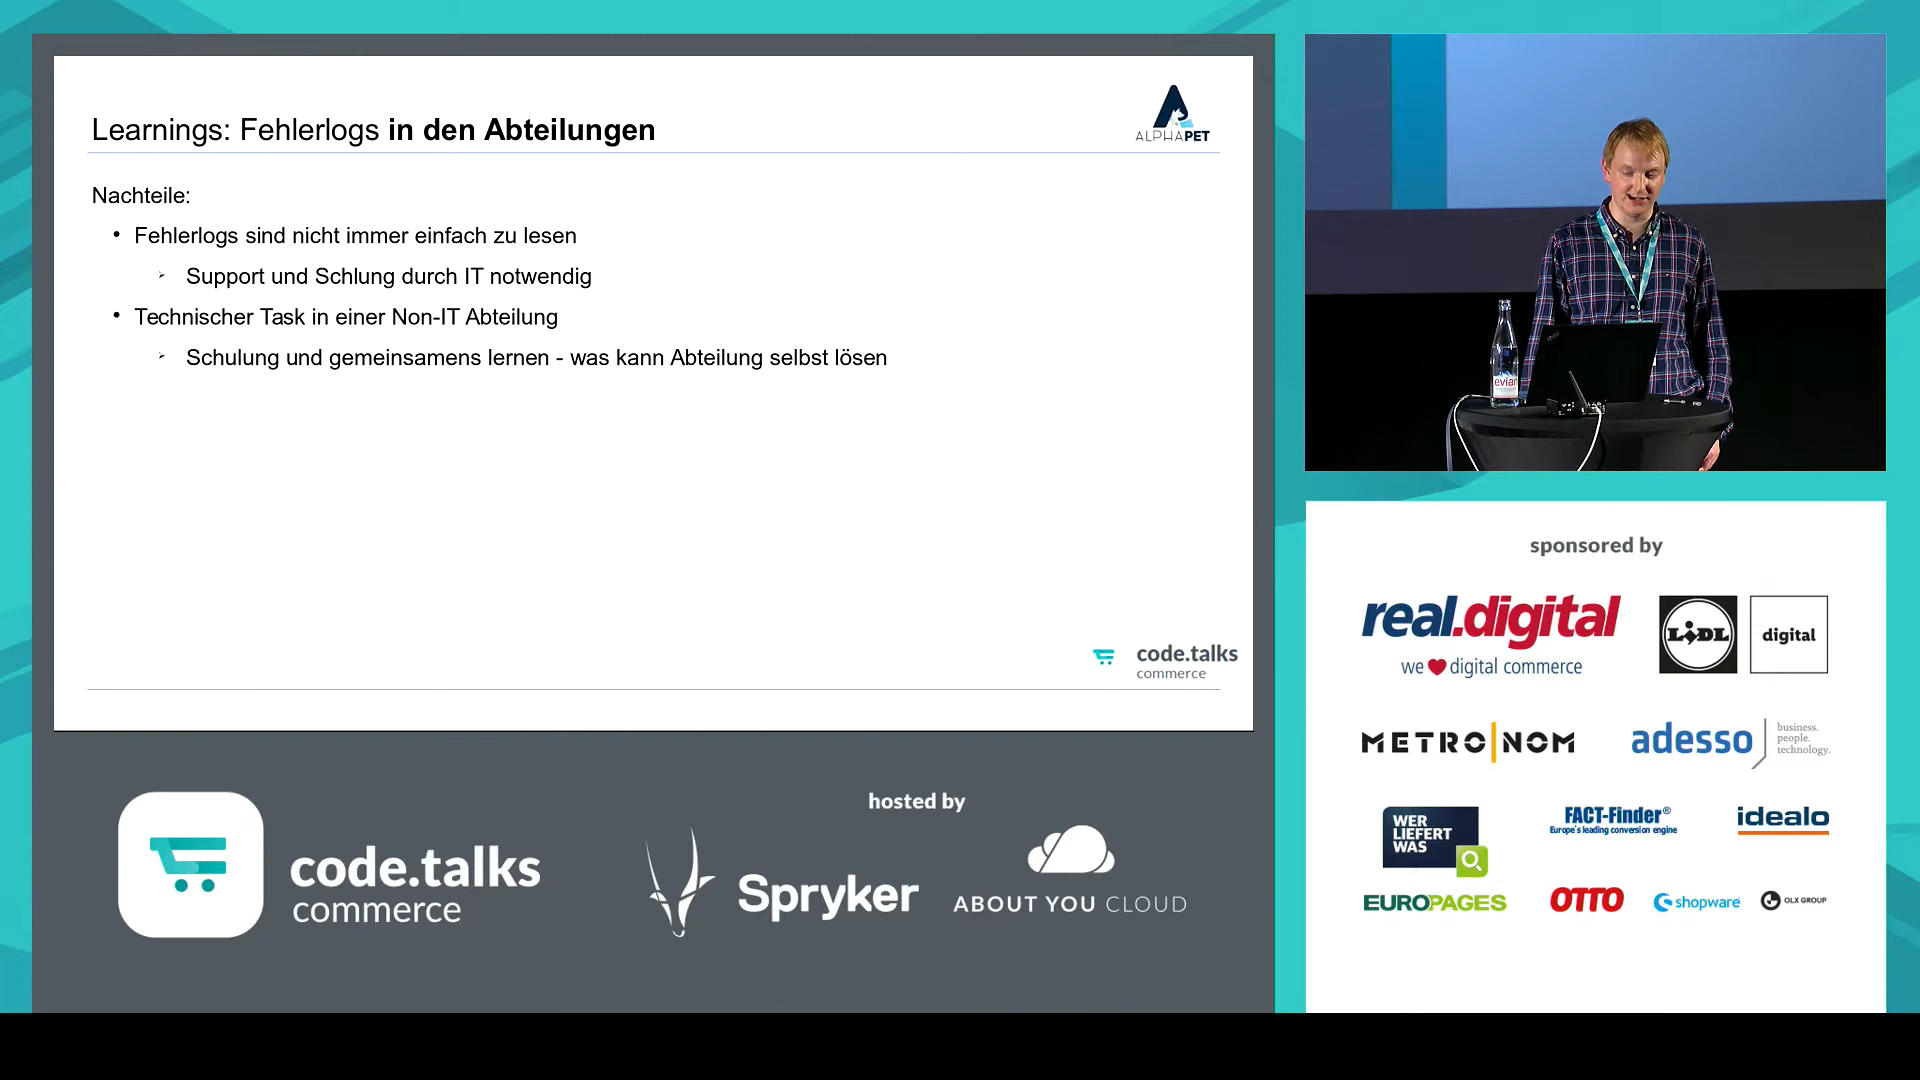 Learnings: Fehlerlogs in den Abteilungen
ALPHAPET
Nachteile:
• Fehlerlogs sind nicht immer einfach zu lesen
➢ Support und Schlung durch IT notwendig
• Technischer Task in einer Non-IT Abteilung
➢ Schulung und gemeinsamens lernen - was kann Abteilung selbst lösen
code.talks
commerce
evian
sponsored by
real.digital
we ♥ digital commerce
LIDL
digital
METRO|NOM
adesso
business.
people.
technology.
WER
LIEFERT
WAS
FACT-Finder®
Europe's leading conversion engine
idealo
EUROPAGES
OTTO
shopware
OLX GROUP
code.talks
commerce
hosted by
Spryker
ABOUT YOU CLOUD